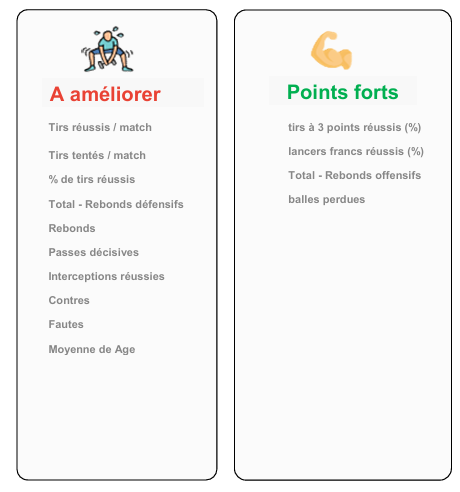 A améliorer
Tirs réussis / match
Tirs tentés / match
% de tirs réussis
Total - Rebonds défensifs
Rebonds
Passes décisives
Interceptions réussies
Contres
Fautes
Moyenne de Age
Points forts
tirs à 3 points réussis (%)
lancers francs réussis (%)
Total - Rebonds offensifs
balles perdues